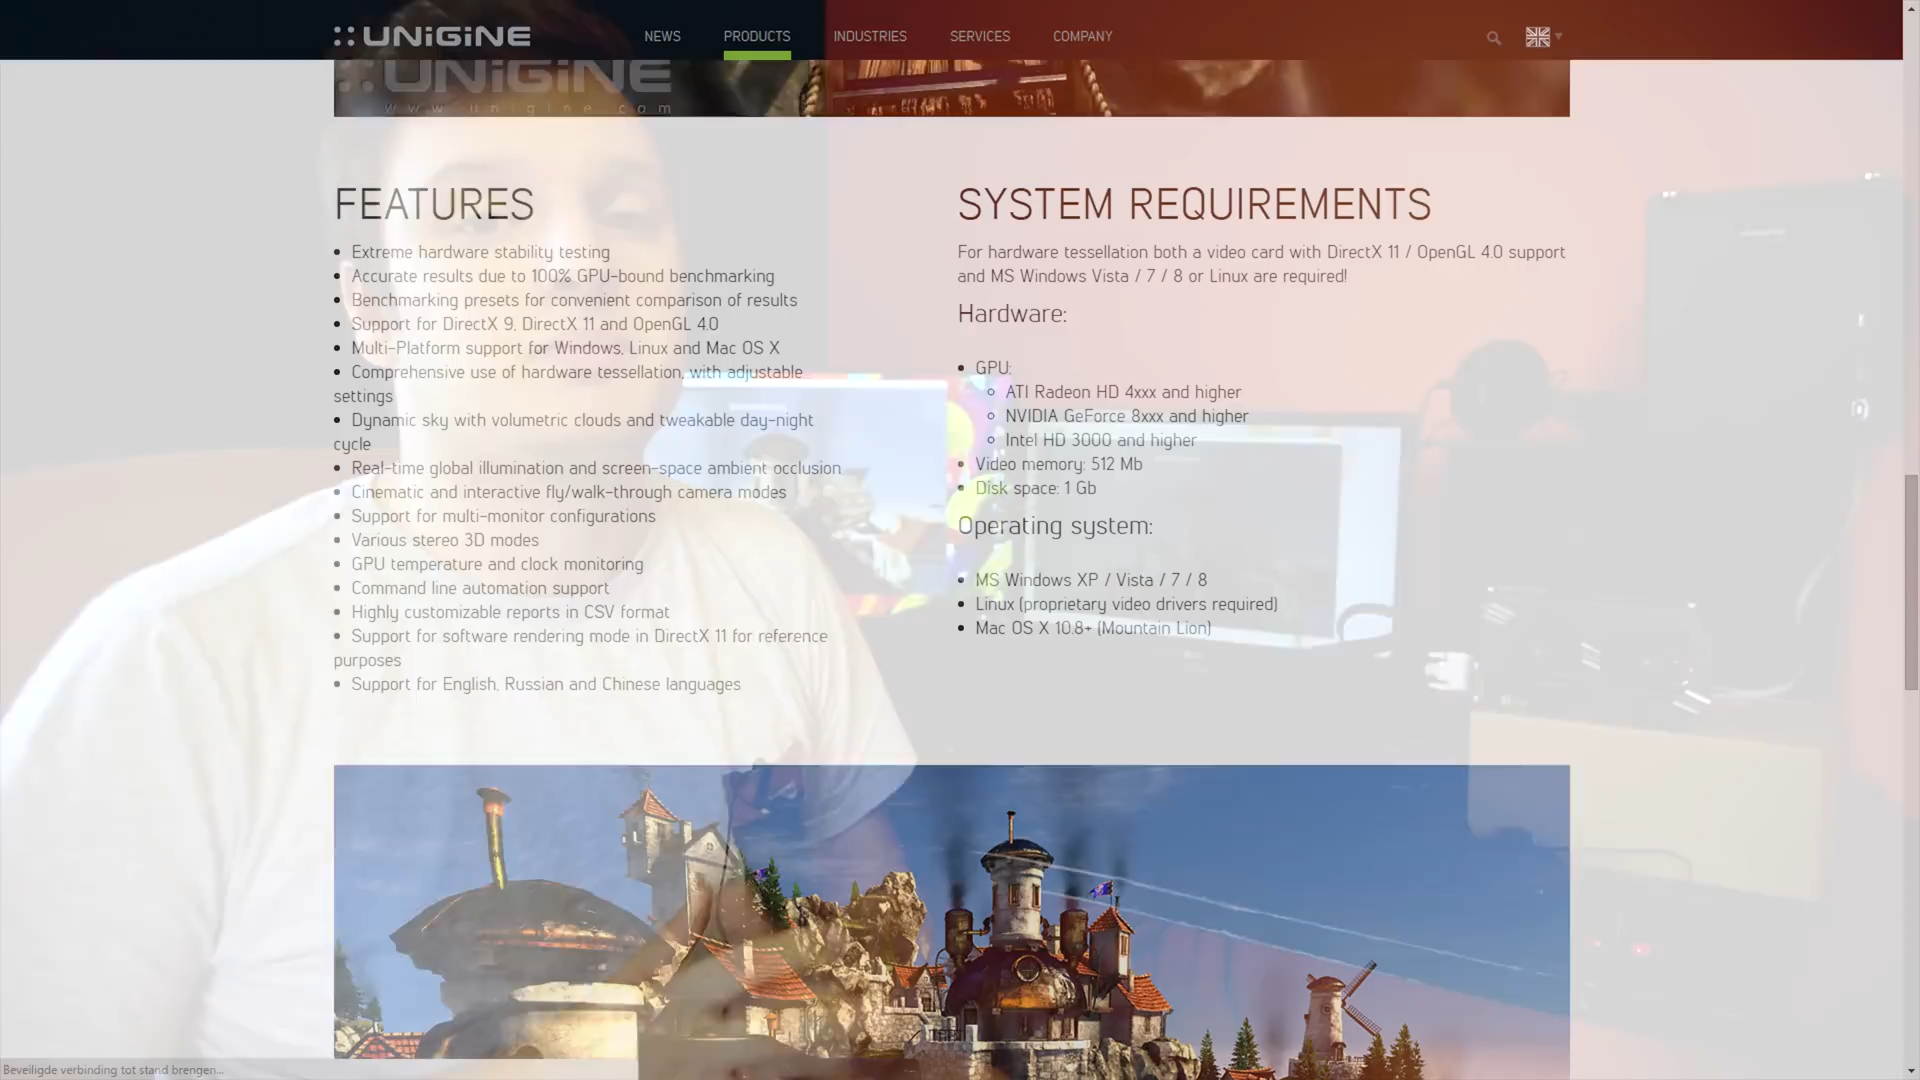 UNiGiNE
NEWS
PRODUCTS
INDUSTRIES
SERVICES
COMPANY
UNiGiNE
www.unigine.com
FEATURES
Extreme hardware stability testing
Accurate results due to 100% GPU-bound benchmarking
Benchmarking presets for convenient comparison of results
Support for DirectX 9, DirectX 11 and OpenGL 4.0
Multi-Platform support for Windows, Linux and Mac OS X
Comprehensive use of hardware tessellation, with adjustable
settings
Dynamic sky with volumetric clouds and tweakable day-night
cycle
Real-time global illumination and screen-space ambient occlusion
Cinematic and interactive fly/walk-through camera modes
Support for multi-monitor configurations
Various stereo 3D modes
GPU temperature and clock monitoring
Command line automation support
Highly customizable reports in CSV format
Support for software rendering mode in DirectX 11 for reference
purposes
Support for English, Russian and Chinese languages
SYSTEM REQUIREMENTS
For hardware tessellation both a video card with DirectX 11 / OpenGL 4.0 support
and MS Windows Vista / 7 / 8 or Linux are required!
Hardware:
GPU:
ATI Radeon HD 4xxx and higher
NVIDIA GeForce 8xxx and higher
Intel HD 3000 and higher
Video memory: 512 Mb
Disk space: 1 Gb
Operating system:
MS Windows XP / Vista / 7 / 8
Linux (proprietary video drivers required)
Mac OS X 10.8+ (Mountain Lion)
Beveiligde verbinding tot stand brengen...